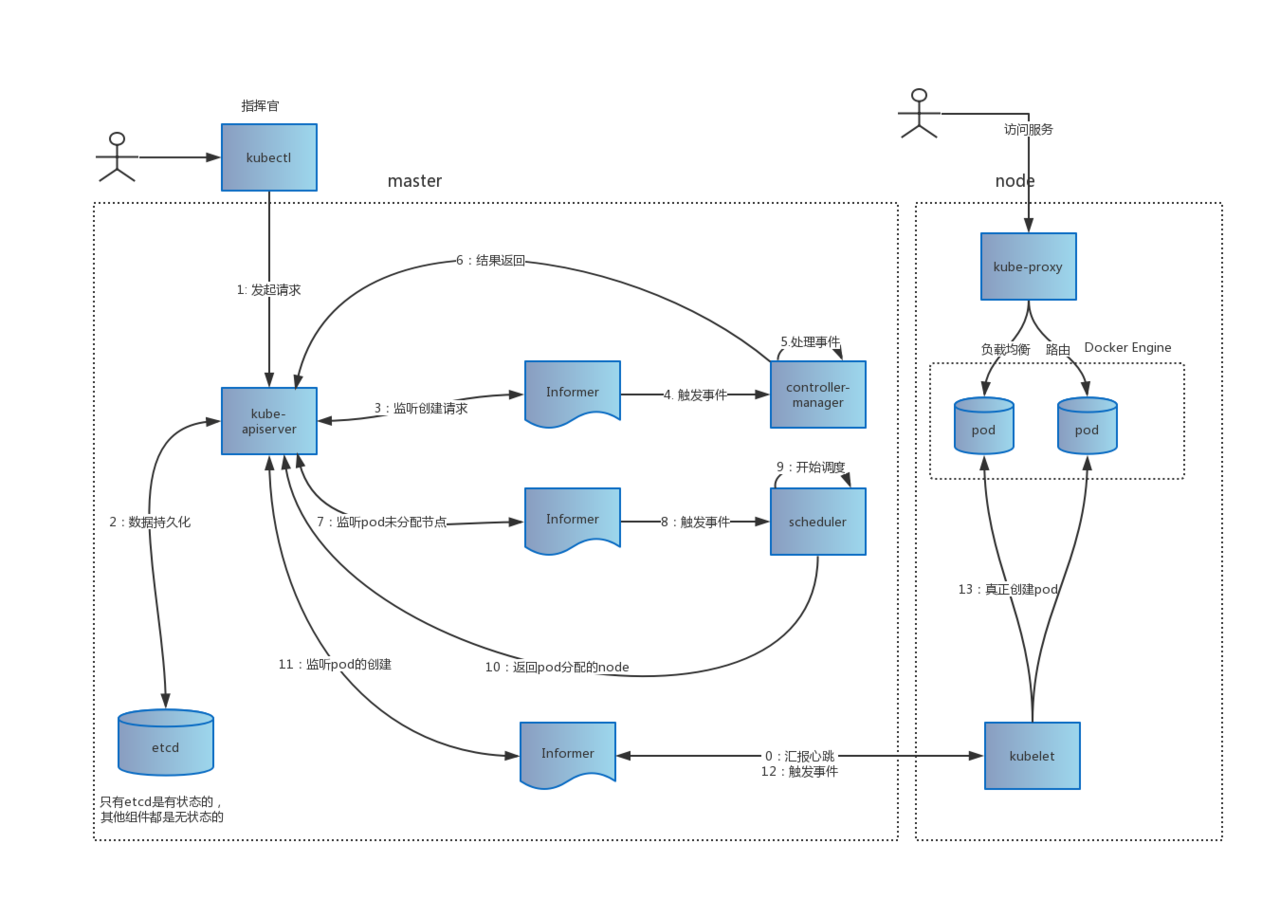 指挥官
kubectl
master
访问服务
node
kube-proxy
6：结果返回
1: 发起请求
5.处理事件
负载均衡
路由
Docker Engine
kube-
apiserver
3：监听创建请求
Informer
4. 触发事件
controller-
manager
pod
pod
9：开始调度
2：数据持久化
7：监听pod未分配节点
Informer
8：触发事件
scheduler
13：真正创建pod
11：监听pod的创建
10：返回pod分配的node
etcd
Informer
0：汇报心跳
12：触发事件
kubelet
只有etcd是有状态的，
其他组件都是无状态的